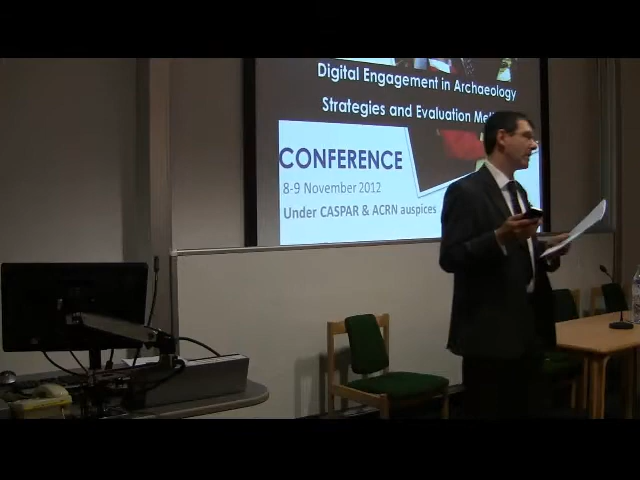 Digital Engagement in Archaeology
Strategies and Evaluation
CONFERENCE
8-9 November 2012
Under CASPAR & ACRN auspices